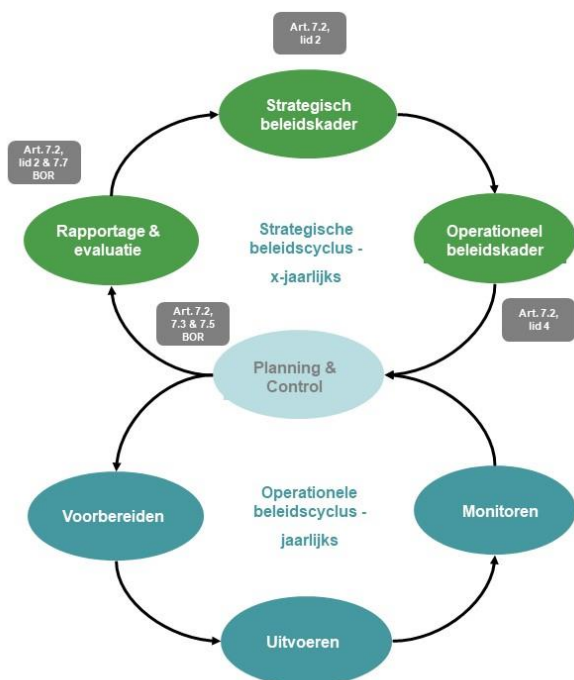 Art. 7.2,
lid 2
Strategisch
beleidskader
Art. 7.2,
lid 2 & 7.7
BOR
Rapportage &
evaluatie
Strategische
beleidscyclus -
x-jaarlijks
Operationeel
beleidskader
Art. 7.2,
7.3 & 7.5
BOR
Art. 7.2,
lid 4
Planning &
Control
Voorbereiden
Operationele
beleidscyclus -
jaarlijks
Monitoren
Uitvoeren